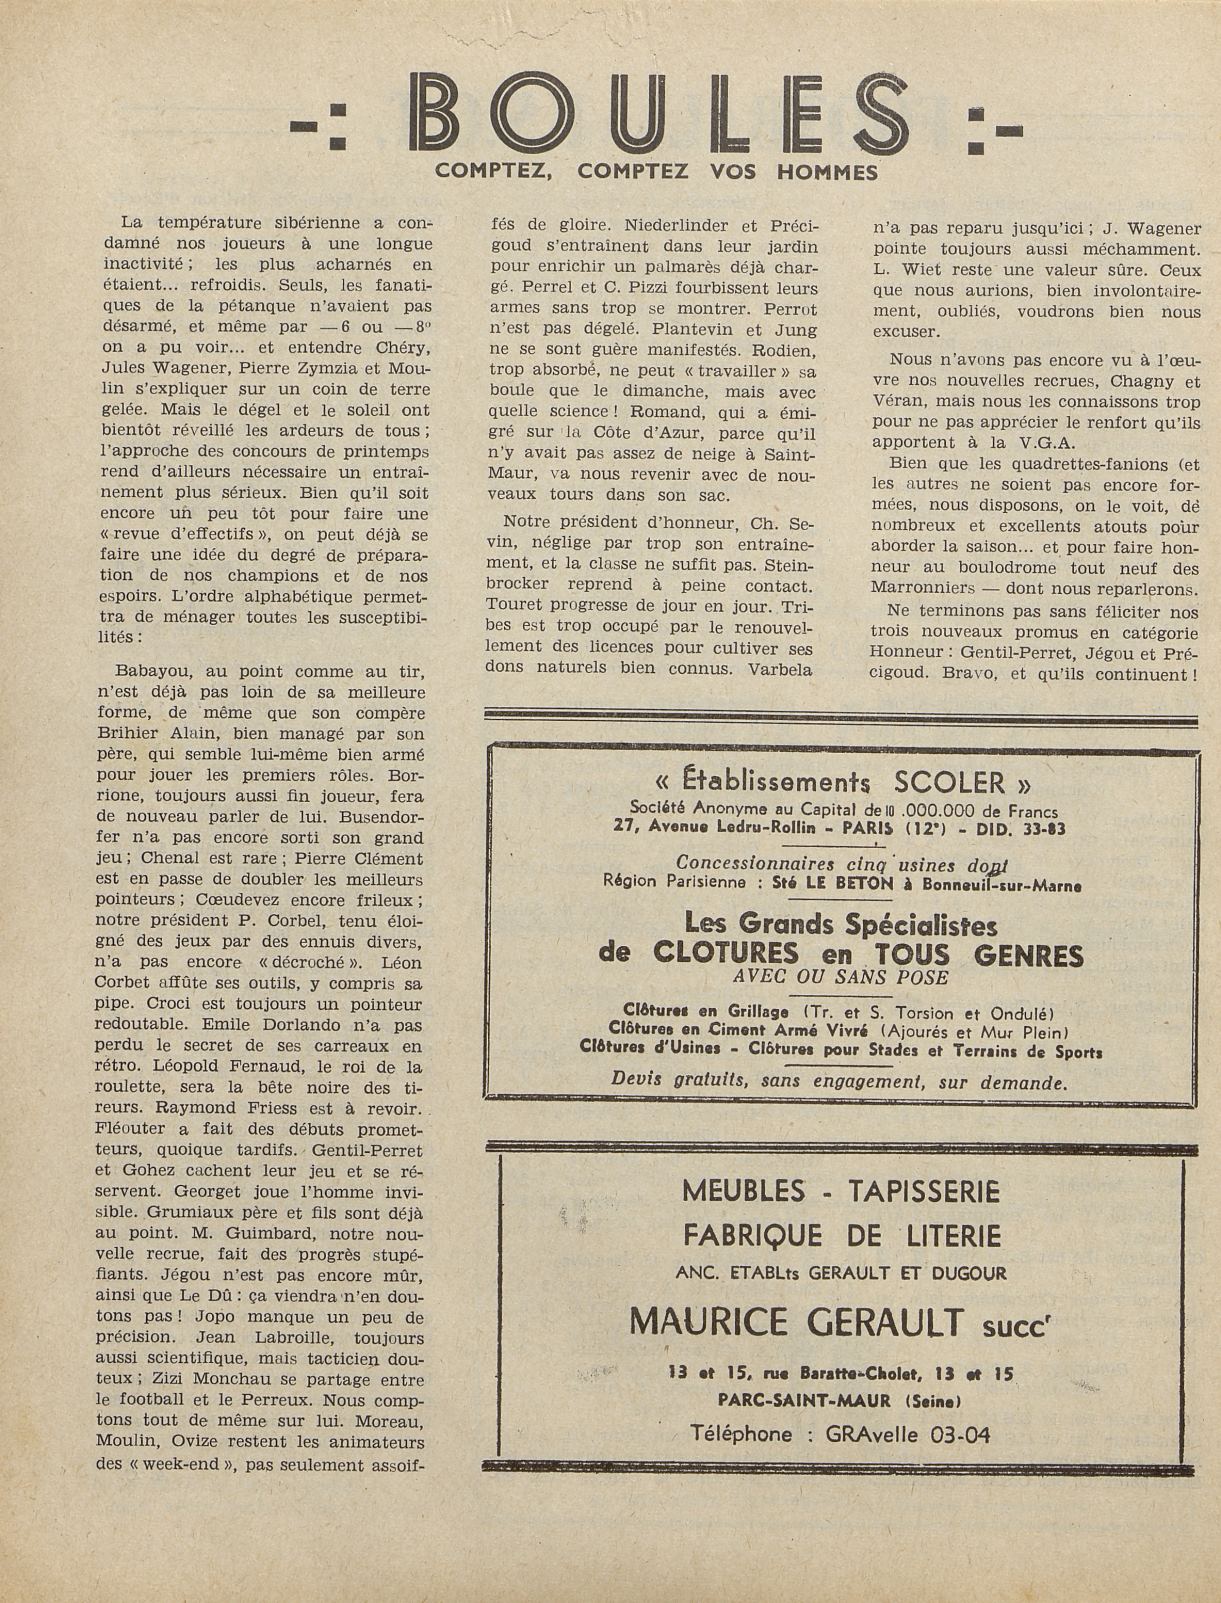 -: BOULES :-
COMPTEZ, COMPTEZ VOS HOMMES
La température sibérienne a con-
damné nos joueurs à une longue
inactivité ; les plus acharnés en
étaient... refroidis. Seuls, les fanati-
ques de la pétanque n'avaient pas
désarmé, et même par — 6 ou — 8°
on a pu voir... et entendre Chéry,
Jules Wagener, Pierre Zymzia et Mou-
lin s'expliquer sur un coin de terre
gelée. Mais le dégel et le soleil ont
bientôt réveillé les ardeurs de tous ;
l'approche des concours de printemps
rend d'ailleurs nécessaire un entraî-
nement plus sérieux. Bien qu'il soit
encore un peu tôt pour faire une
« revue d'effectifs », on peut déjà se
faire une idée du degré de prépara-
tion de nos champions et de nos
espoirs. L'ordre alphabétique permet-
tra de ménager toutes les susceptibi-
lités :
Babayou, au point comme au tir,
n'est déjà pas loin de sa meilleure
forme, de même que son compère
Brihier Alain, bien managé par son
père, qui semble lui-même bien armé
pour jouer les premiers rôles. Bor-
rione, toujours aussi fin joueur, fera
de nouveau parler de lui. Busendor-
fer n'a pas encore sorti son grand
jeu ; Chenal est rare ; Pierre Clément
est en passe de doubler les meilleurs
pointeurs ; Cœudevez encore frileux ;
notre président P. Corbel, tenu éloi-
gné des jeux par des ennuis divers,
n'a pas encore « décroché ». Léon
Corbet affûte ses outils, y compris sa
pipe. Croci est toujours un pointeur
redoutable. Emile Dorlando n'a pas
perdu le secret de ses carreaux en
rétro. Léopold Fernaud, le roi de la
roulette, sera la bête noire des ti-
reurs. Raymond Friess est à revoir.
Fléouter a fait des débuts promet-
teurs, quoique tardifs. Gentil-Perret
et Gohez cachent leur jeu et se ré-
servent. Georget joue l'homme invi-
sible. Grumiaux père et fils sont déjà
au point. M. Guimbard, notre nou-
velle recrue, fait des progrès stupé-
fiants. Jégou n'est pas encore mûr,
ainsi que Le Dû : ça viendra n'en dou-
tons pas ! Jopo manque un peu de
précision. Jean Labroille, toujours
aussi scientifique, mais tacticien dou-
teux ; Zizi Monchau se partage entre
le football et le Perreux. Nous comp-
tons tout de même sur lui. Moreau,
Moulin, Ovize restent les animateurs
des « week-end », pas seulement assoif-
fés de gloire. Niederlinder et Préci-
goud s'entraînent dans leur jardin
pour enrichir un palmarès déjà char-
gé. Perrel et C. Pizzi fourbissent leurs
armes sans trop se montrer. Perrot
n'est pas dégelé. Plantevin et Jung
ne se sont guère manifestés. Rodien,
trop absorbé, ne peut « travailler » sa
boule que le dimanche, mais avec
quelle science ! Romand, qui a émi-
gré sur la Côte d'Azur, parce qu'il
n'y avait pas assez de neige à Saint-
Maur, va nous revenir avec de nou-
veaux tours dans son sac.
Notre président d'honneur, Ch. Se-
vin, néglige par trop son entraîne-
ment, et la classe ne suffit pas. Stein-
brocker reprend à peine contact.
Touret progresse de jour en jour. Tri-
bes est trop occupé par le renouvel-
lement des licences pour cultiver ses
dons naturels bien connus. Varbela
n'a pas reparu jusqu'ici ; J. Wagener
pointe toujours aussi méchamment.
L. Wiet reste une valeur sûre. Ceux
que nous aurions, bien involontaire-
ment, oubliés, voudrons bien nous
excuser.
Nous n'avons pas encore vu à l'œu-
vre nos nouvelles recrues, Chagny et
Véran, mais nous les connaissons trop
pour ne pas apprécier le renfort qu'ils
apportent à la V.G.A.
Bien que les quadrettes-fanions (et
les autres ne soient pas encore for-
mées, nous disposons, on le voit, de
nombreux et excellents atouts pour
aborder la saison... et pour faire hon-
neur au boulodrome tout neuf des
Marronniers — dont nous reparlerons.
Ne terminons pas sans féliciter nos
trois nouveaux promus en catégorie
Honneur : Gentil-Perret, Jégou et Pré-
cigoud. Bravo, et qu'ils continuent !
« Établissements SCOLER »
Société Anonyme au Capital de 10.000.000 de Francs
27, Avenue Ledru-Rollin - PARIS (12°) - DID. 33-83
Concessionnaires cinq usines dont
Région Parisienne : Sté LE BETON à Bonneuil-sur-Marne
Les Grands Spécialistes
de CLOTURES en TOUS GENRES
AVEC OU SANS POSE
Clôtures en Grillage (Tr. et S. Torsion et Ondulé)
Clôtures en Ciment Armé Vivré (Ajourés et Mur Plein)
Clôtures d'Usines - Clôtures pour Stades et Terrains de Sports
Devis gratuits, sans engagement, sur demande.
MEUBLES - TAPISSERIE
FABRIQUE DE LITERIE
ANC. ETABLts GERAULT ET DUGOUR
MAURICE GERAULT succr
13 et 15, rue Baratte-Cholet, 13 et 15
PARC-SAINT-MAUR (Seine)
Téléphone : GRAvelle 03-04